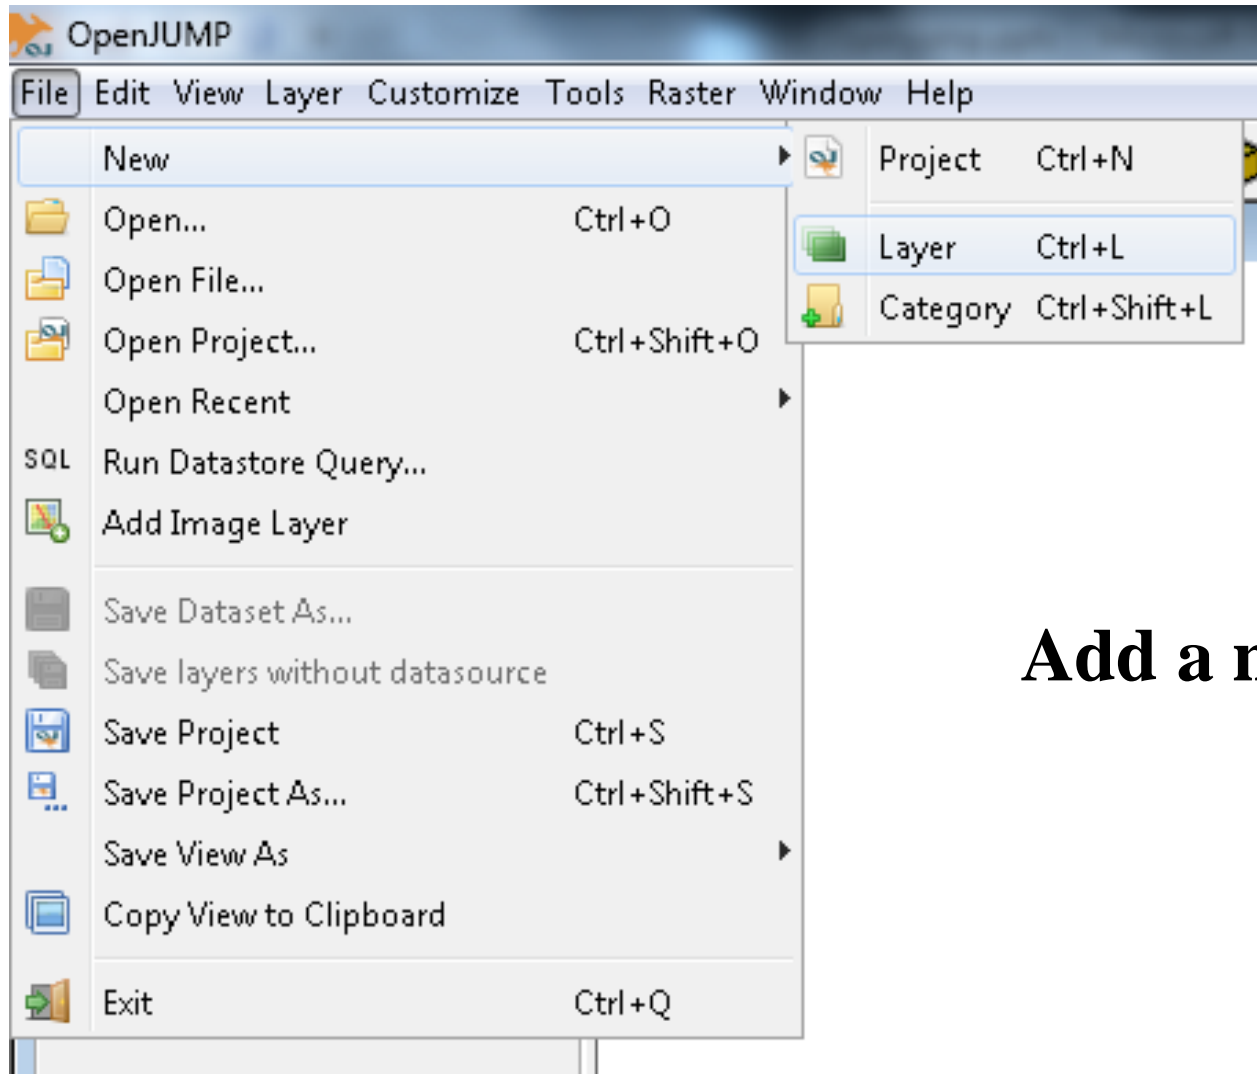 OpenJUMP
File Edit View Layer Customize Tools Raster Window Help
New
Project Ctrl+N
Open... Ctrl+O
Layer Ctrl+L
Open File...
Category Ctrl+Shift+L
Open Project... Ctrl+Shift+O
Open Recent
SQL Run Datastore Query...
Add Image Layer
Save Dataset As...
Save layers without datasource
Add a
Save Project Ctrl+S
Save Project As... Ctrl+Shift+S
Save View As
Copy View to Clipboard
Exit Ctrl+Q